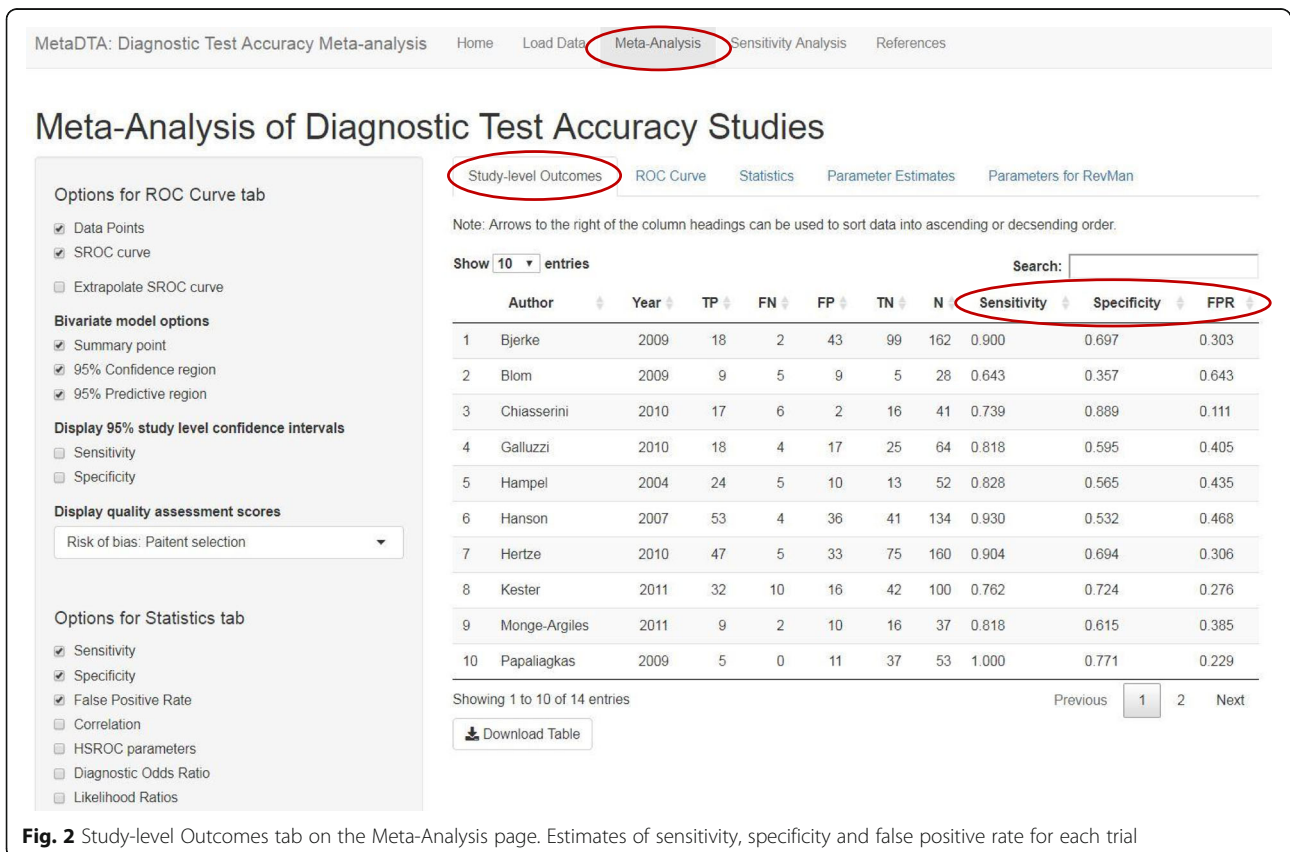 MetaDTA: Diagnostic Test Accuracy Meta-analysis Home Load Data Meta-Analysis Sensitivity Analysis References
Meta-Analysis of Diagnostic Test Accuracy Studies
Options for ROC Curve tab
Data Points
SROC curve
Extrapolate SROC curve
Bivariate model options
Summary point
95% Confidence region
95% Predictive region
Display 95% study level confidence intervals
Sensitivity
Specificity
Display quality assessment scores
Risk of bias: Paitent selection
Options for Statistics tab
Sensitivity
Specificity
False Positive Rate
Correlation
HSROC parameters
Diagnostic Odds Ratio
Likelihood Ratios
Study-level Outcomes ROC Curve Statistics Parameter Estimates Parameters for RevMan
Note: Arrows to the right of the column headings can be used to sort data into ascending or decsending order.
Show 10 entries Search:
Author Year TP FN FP TN N Sensitivity Specificity FPR
1 Bjerke 2009 18 2 43 99 162 0.900 0.697 0.303
2 Blom 2009 9 5 9 5 28 0.643 0.357 0.643
3 Chiasserini 2010 17 6 2 16 41 0.739 0.889 0.111
4 Galluzzi 2010 18 4 17 25 64 0.818 0.595 0.405
5 Hampel 2004 24 5 10 13 52 0.828 0.565 0.435
6 Hanson 2007 53 4 36 41 134 0.930 0.532 0.468
7 Hertze 2010 47 5 33 75 160 0.904 0.694 0.306
8 Kester 2011 32 10 16 42 100 0.762 0.724 0.276
9 Monge-Argiles 2011 9 2 10 16 37 0.818 0.615 0.385
10 Papaliagkas 2009 5 0 11 37 53 1.000 0.771 0.229
Showing 1 to 10 of 14 entries Previous 1 2 Next
Download Table
Fig. 2 Study-level Outcomes tab on the Meta-Analysis page. Estimates of sensitivity, specificity and false positive rate for each trial